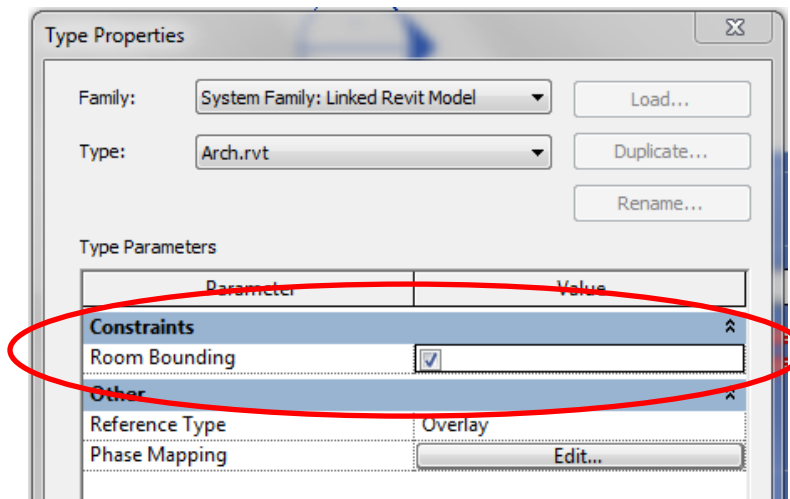 Type Properties
Family: System Family: Linked Revit Model Load...
Type: Arch.rvt Duplicate...
Rename...
Type Parameters
Parameter Value
Constraints
Room Bounding
Other
Reference Type Overlay
Phase Mapping Edit...